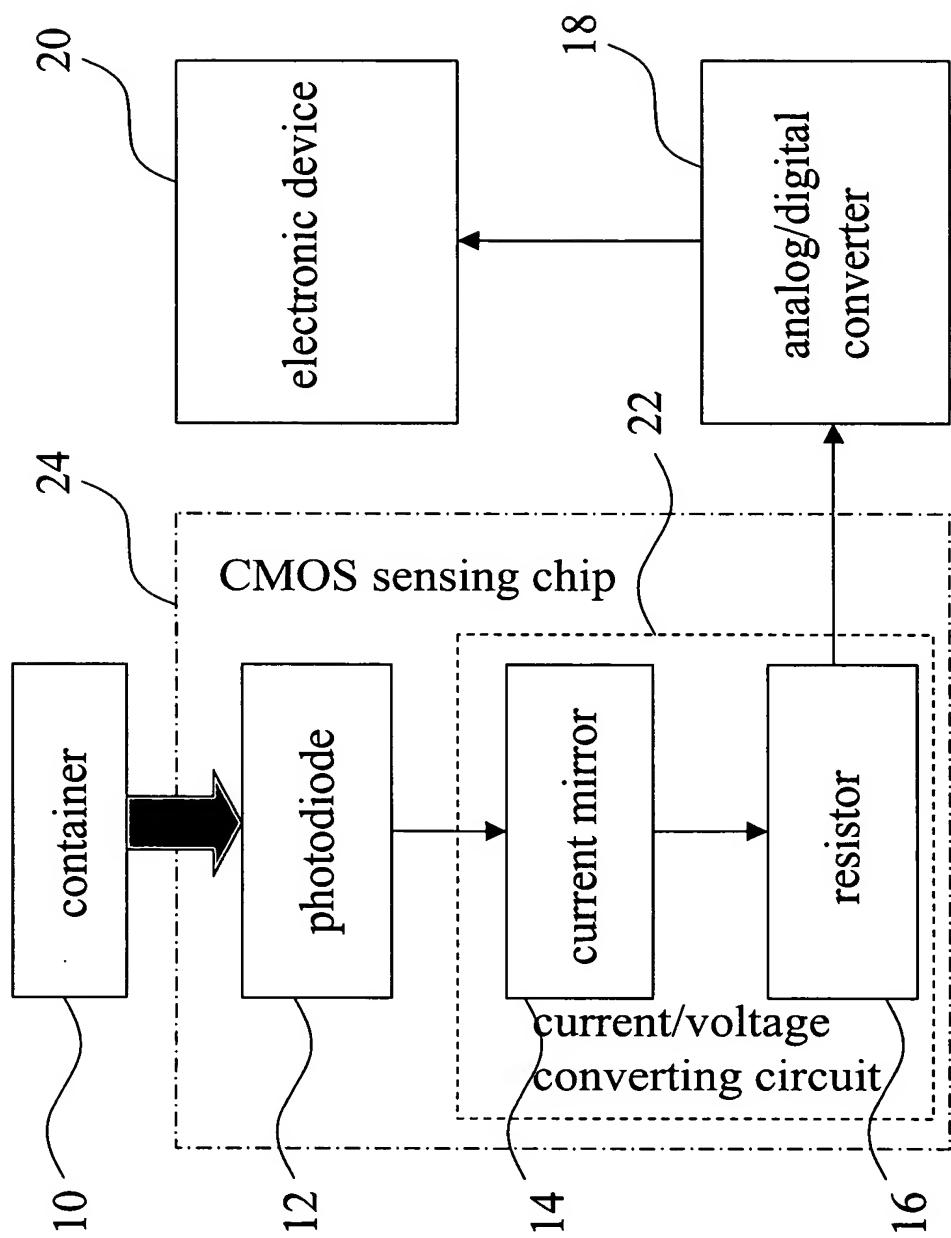 10
container
24
20
CMOS sensing chip
12
photodiode
electronic device
22
14
current mirror
current/voltage
converting circuit
16
resistor
18
analog/digital
converter